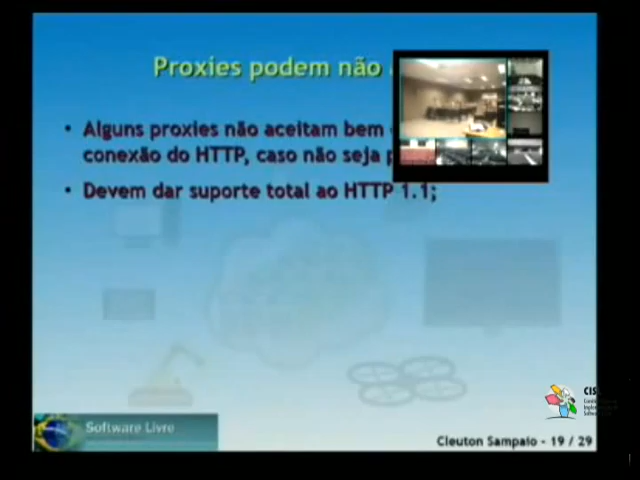 Proxies podem não
Alguns proxies não aceitam bem
conexão do HTTP, caso não seja
Devem dar suporte total ao HTTP 1.1;
CIS
Software Livre
Cleuton Sampaio - 19 / 29